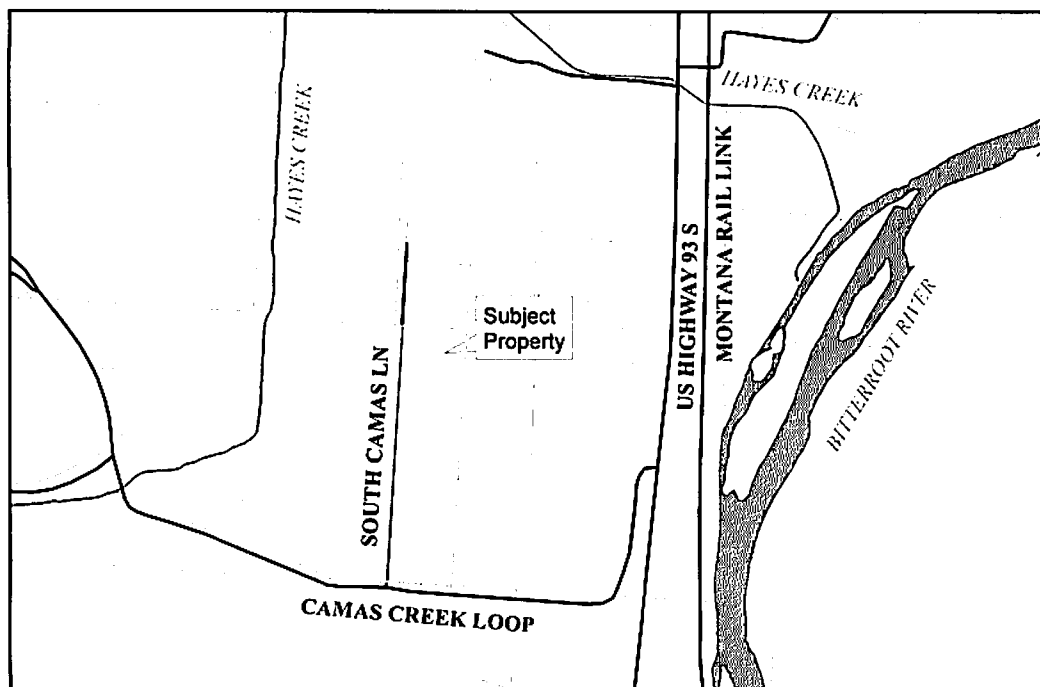 HAYES CREEK
HAYES CREEK
Subject
Property
SOUTH CAMAS LN
US HIGHWAY 93 S
MONTANA RAIL LINK
BITTERROOT RIVER
CAMAS CREEK LOOP